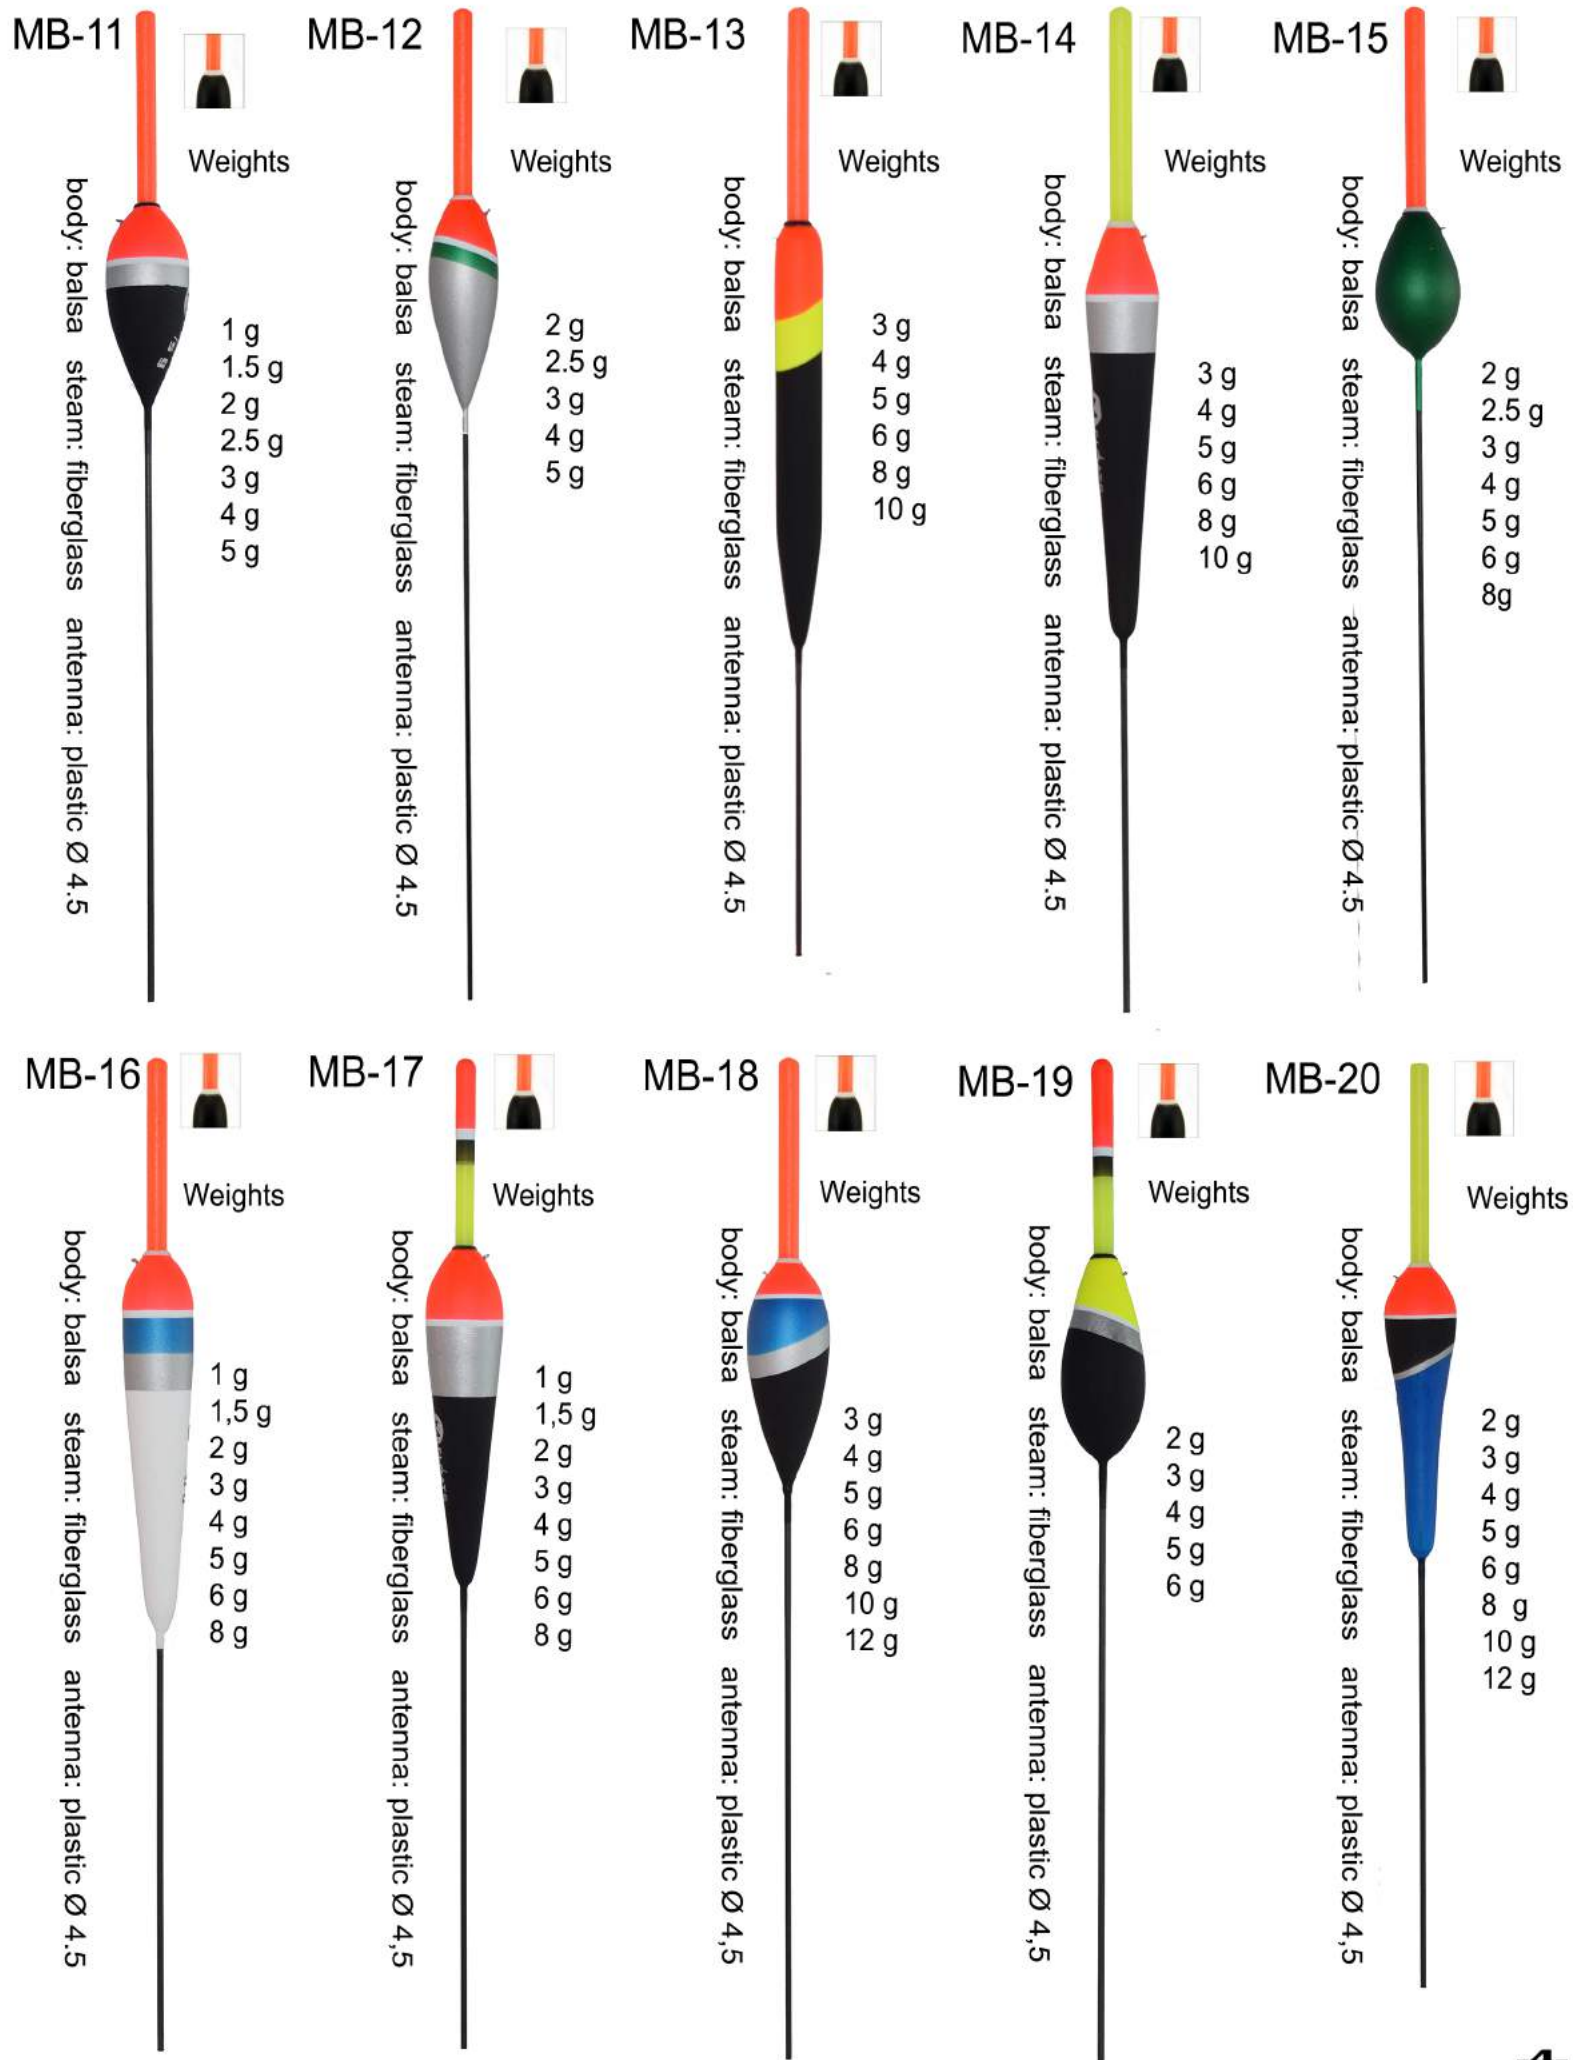 MB-11
Weights
body: balsa steam: fiberglass antenna: plastic Ø 4.5
1 g
1.5 g
2 g
2.5 g
3 g
4 g
5 g
MB-12
Weights
body: balsa steam: fiberglass antenna: plastic Ø 4.5
2 g
2.5 g
3 g
4 g
5 g
MB-13
Weights
body: balsa steam: fiberglass antenna: plastic Ø 4.5
3 g
4 g
5 g
6 g
8 g
10 g
MB-14
Weights
body: balsa steam: fiberglass antenna: plastic Ø 4.5
3 g
4 g
5 g
6 g
8 g
10 g
MB-15
Weights
body: balsa steam: fiberglass antenna: plastic Ø 4.5
2 g
2.5 g
3 g
4 g
5 g
6 g
8g
MB-16
Weights
body: balsa steam: fiberglass antenna: plastic Ø 4.5
1 g
1,5 g
2 g
3 g
4 g
5 g
6 g
8 g
MB-17
Weights
body: balsa steam: fiberglass antenna: plastic Ø 4,5
1 g
1,5 g
2 g
3 g
4 g
5 g
6 g
8 g
MB-18
Weights
body: balsa steam: fiberglass antenna: plastic Ø 4,5
3 g
4 g
5 g
6 g
8 g
10 g
12 g
MB-19
Weights
body: balsa steam: fiberglass antenna: plastic Ø 4,5
2 g
3 g
4 g
5 g
6 g
MB-20
Weights
body: balsa steam: fiberglass antenna: plastic Ø 4,5
2 g
3 g
4 g
5 g
6 g
8 g
10 g
12 g